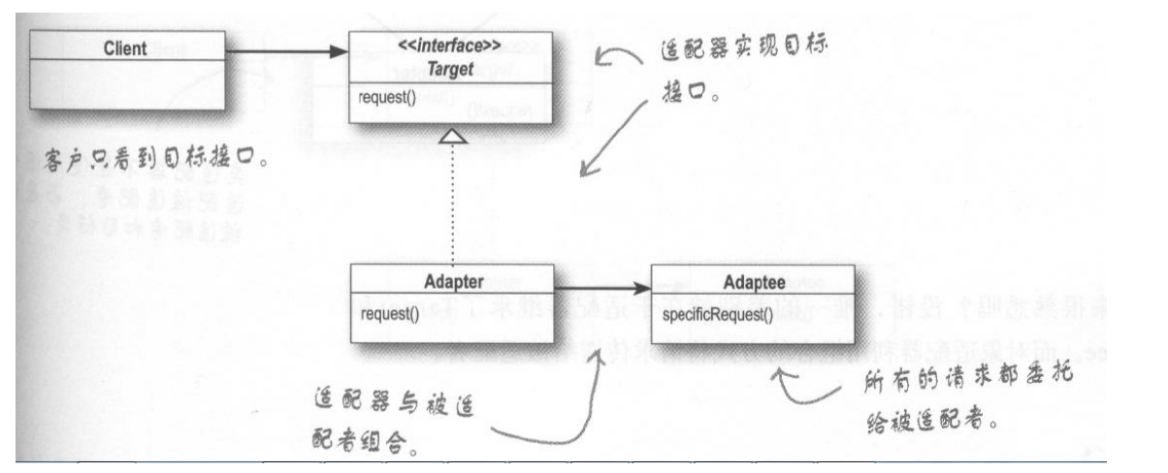 Client
<<interface>>
Target
request()
适配器实现目标
接口。
客户只看到目标接口。
Adapter
request()
Adaptee
specificRequest()
适配器与被适
配者组合。
所有的请求都委托
给被适配者。